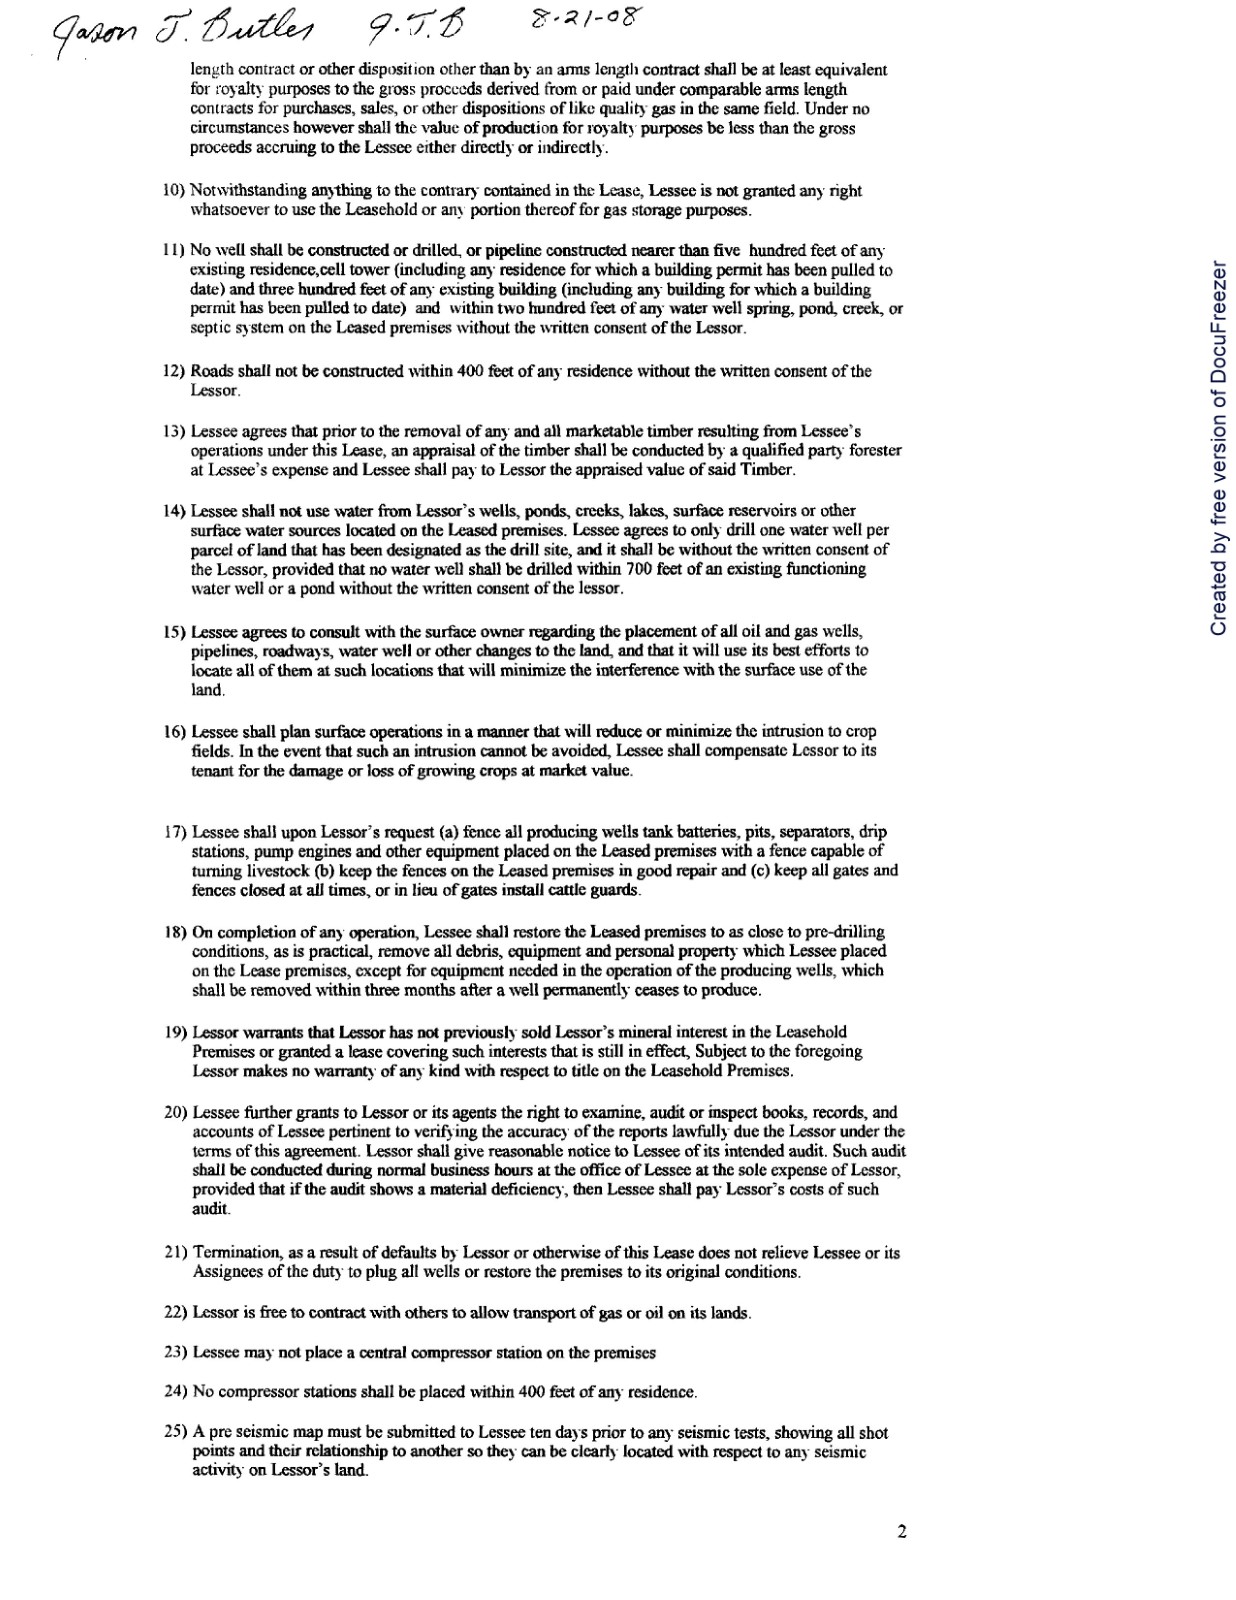 Jason J. Butler J.J.B 8-21-08
length contract or other disposition other than by an arms length contract shall be at least equivalent
for royalty purposes to the gross proceeds derived from or paid under comparable arms length
contracts for purchases, sales, or other dispositions of like quality gas in the same field. Under no
circumstances however shall the value of production for royalty purposes be less than the gross
proceeds accruing to the Lessee either directly or indirectly.
10) Notwithstanding anything to the contrary contained in the Lease, Lessee is not granted any right
whatsoever to use the Leasehold or any portion thereof for gas storage purposes.
11) No well shall be constructed or drilled, or pipeline constructed nearer than five hundred feet of any
existing residence,cell tower (including any residence for which a building permit has been pulled to
date) and three hundred feet of any existing building (including any building for which a building
permit has been pulled to date) and within two hundred feet of any water well spring, pond, creek, or
septic system on the Leased premises without the written consent of the Lessor.
12) Roads shall not be constructed within 400 feet of any residence without the written consent of the
Lessor.
13) Lessee agrees that prior to the removal of any and all marketable timber resulting from Lessee's
operations under this Lease, an appraisal of the timber shall be conducted by a qualified party forester
at Lessee's expense and Lessee shall pay to Lessor the appraised value of said Timber.
14) Lessee shall not use water from Lessor's wells, ponds, creeks, lakes, surface reservoirs or other
surface water sources located on the Leased premises. Lessee agrees to only drill one water well per
parcel of land that has been designated as the drill site, and it shall be without the written consent of
the Lessor, provided that no water well shall be drilled within 700 feet of an existing functioning
water well or a pond without the written consent of the lessor.
15) Lessee agrees to consult with the surface owner regarding the placement of all oil and gas wells,
pipelines, roadways, water well or other changes to the land, and that it will use its best efforts to
locate all of them at such locations that will minimize the interference with the surface use of the
land.
16) Lessee shall plan surface operations in a manner that will reduce or minimize the intrusion to crop
fields. In the event that such an intrusion cannot be avoided, Lessee shall compensate Lessor to its
tenant for the damage or loss of growing crops at market value.
17) Lessee shall upon Lessor's request (a) fence all producing wells tank batteries, pits, separators, drip
stations, pump engines and other equipment placed on the Leased premises with a fence capable of
turning livestock (b) keep the fences on the Leased premises in good repair and (c) keep all gates and
fences closed at all times, or in lieu of gates install cattle guards.
18) On completion of any operation, Lessee shall restore the Leased premises to as close to pre-drilling
conditions, as is practical, remove all debris, equipment and personal property which Lessee placed
on the Lease premises, except for equipment needed in the operation of the producing wells, which
shall be removed within three months after a well permanently ceases to produce.
19) Lessor warrants that Lessor has not previously sold Lessor's mineral interest in the Leasehold
Premises or granted a lease covering such interests that is still in effect, Subject to the foregoing
Lessor makes no warranty of any kind with respect to title on the Leasehold Premises.
20) Lessee further grants to Lessor or its agents the right to examine, audit or inspect books, records, and
accounts of Lessee pertinent to verifying the accuracy of the reports lawfully due the Lessor under the
terms of this agreement. Lessor shall give reasonable notice to Lessee of its intended audit. Such audit
shall be conducted during normal business hours at the office of Lessee at the sole expense of Lessor,
provided that if the audit shows a material deficiency, then Lessee shall pay Lessor's costs of such
audit.
21) Termination, as a result of defaults by Lessor or otherwise of this Lease does not relieve Lessee or its
Assignees of the duty to plug all wells or restore the premises to its original conditions.
22) Lessor is free to contract with others to allow transport of gas or oil on its lands.
23) Lessee may not place a central compressor station on the premises
24) No compressor stations shall be placed within 400 feet of any residence.
25) A pre seismic map must be submitted to Lessee ten days prior to any seismic tests, showing all shot
points and their relationship to another so they can be clearly located with respect to any seismic
activity on Lessor's land.
2
Created by free version of DocuFreezer